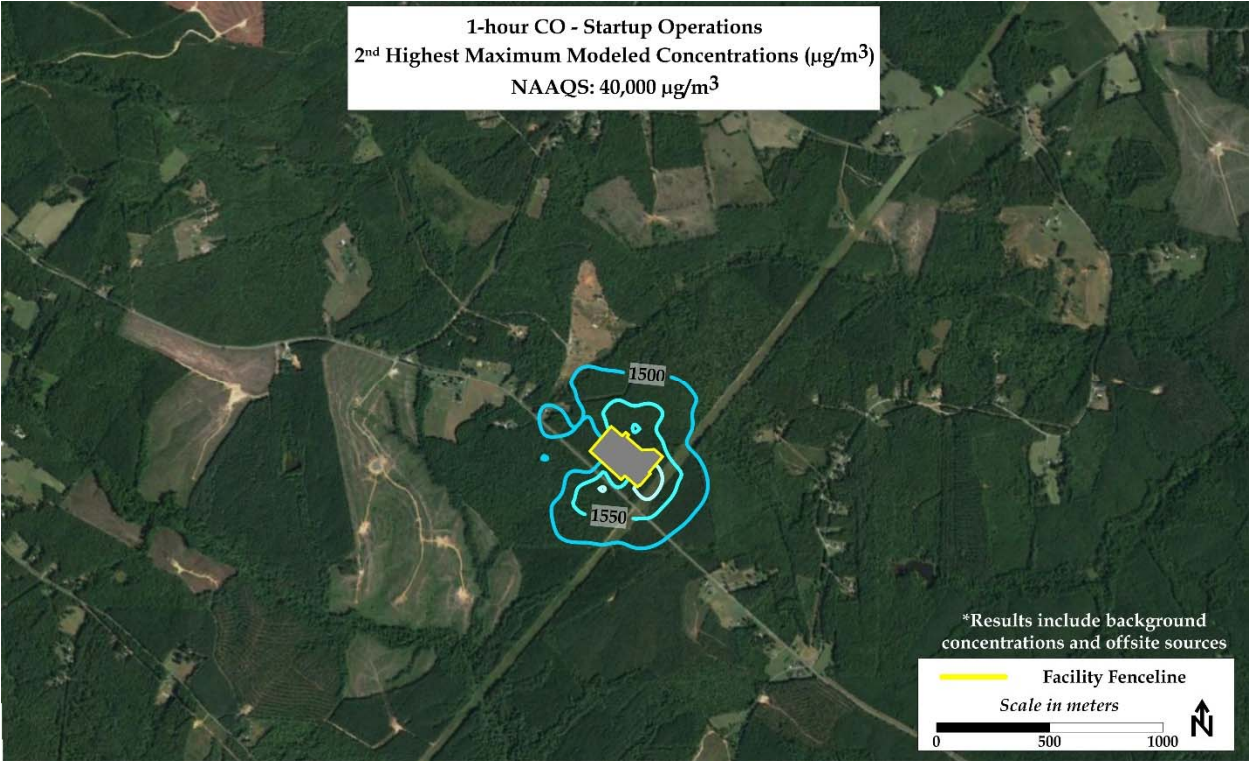 1-hour CO - Startup Operations
2nd Highest Maximum Modeled Concentrations (µg/m3)
NAAQS: 40,000 µg/m3
1500
1550
*Results include background
concentrations and offsite sources
Facility Fenceline
Scale in meters
0 500 1000
N